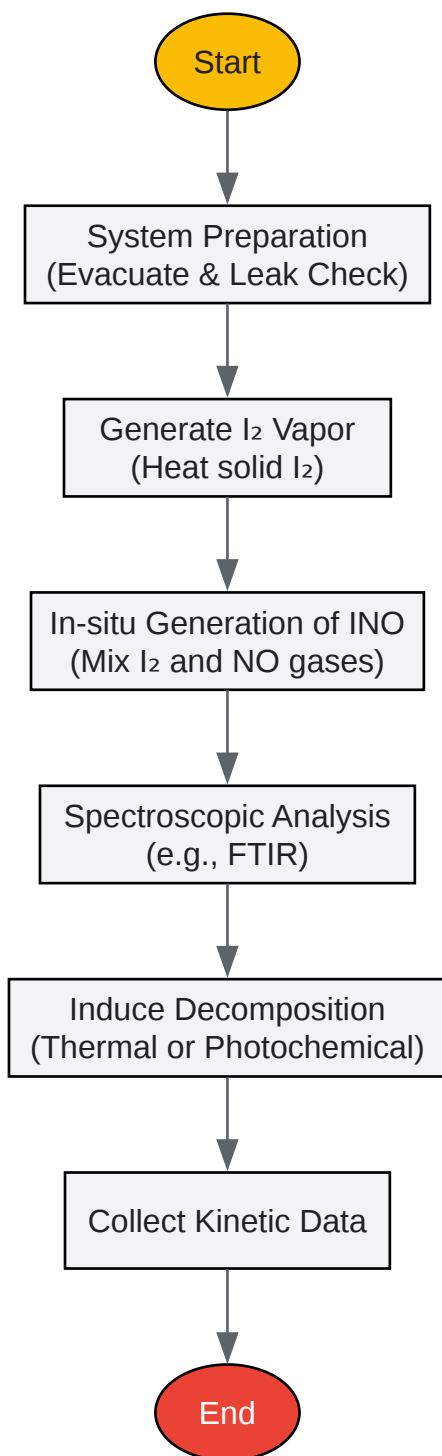 Start
System Preparation
(Evacuate & Leak Check)
Generate I₂ Vapor
(Heat solid I₂)
In-situ Generation of INO
(Mix I₂ and NO gases)
Spectroscopic Analysis
(e.g., FTIR)
Induce Decomposition
(Thermal or Photochemical)
Collect Kinetic Data
End